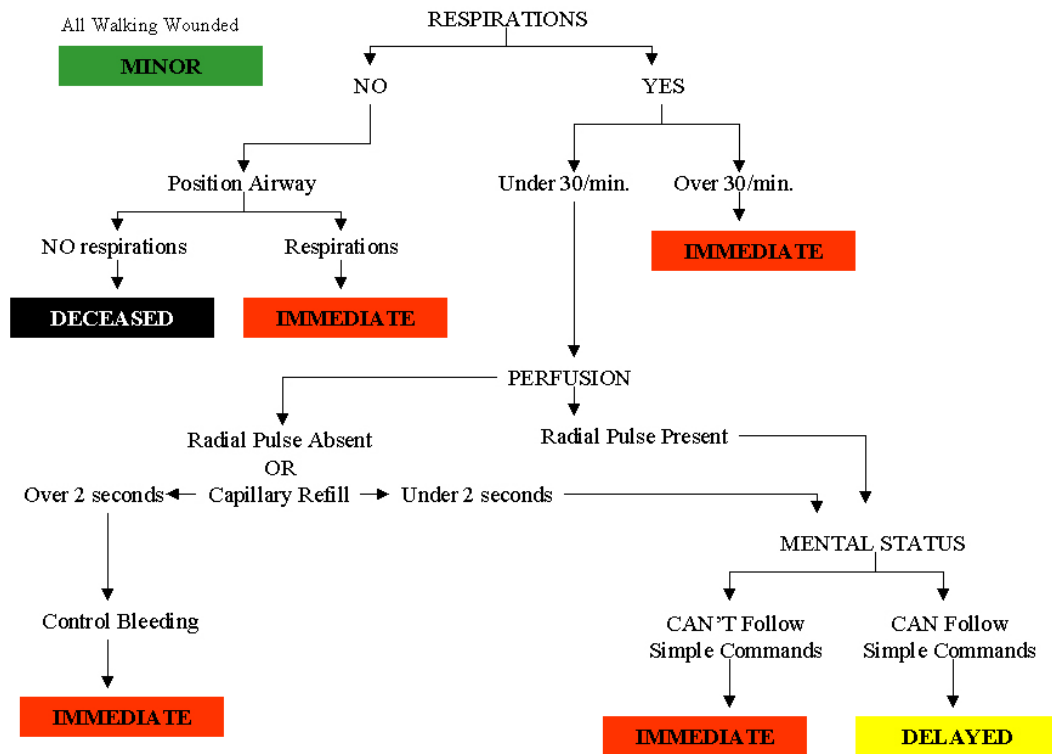 All Walking Wounded
MINOR
RESPIRATIONS
NO
YES
Position Airway
Under 30/min.
Over 30/min.
NO respirations
Respirations
IMMEDIATE
DECEASED
IMMEDIATE
PERFUSION
Radial Pulse Absent
Radial Pulse Present
OR
Over 2 seconds
Capillary Refill
Under 2 seconds
MENTAL STATUS
Control Bleeding
CAN'T Follow
Simple Commands
CAN Follow
Simple Commands
IMMEDIATE
IMMEDIATE
DELAYED